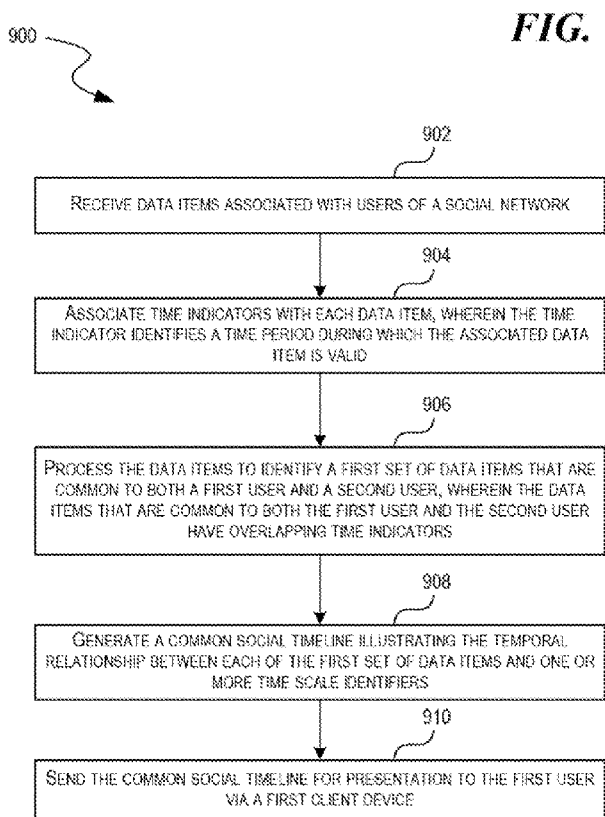 FIG.
900
902
RECEIVE DATA ITEMS ASSOCIATED WITH USERS OF A SOCIAL NETWORK
904
ASSOCIATE TIME INDICATORS WITH EACH DATA ITEM, WHEREIN THE TIME
INDICATOR IDENTIFIES A TIME PERIOD DURING WHICH THE ASSOCIATED DATA
ITEM IS VALID
906
PROCESS THE DATA ITEMS TO IDENTIFY A FIRST SET OF DATA ITEMS THAT ARE
COMMON TO BOTH A FIRST USER AND A SECOND USER, WHEREIN THE DATA
ITEMS THAT ARE COMMON TO BOTH THE FIRST USER AND THE SECOND USER
HAVE OVERLAPPING TIME INDICATORS
908
GENERATE A COMMON SOCIAL TIMELINE ILLUSTRATING THE TEMPORAL
RELATIONSHIP BETWEEN EACH OF THE FIRST SET OF DATA ITEMS AND ONE OR
MORE TIME SCALE IDENTIFIERS
910
SEND THE COMMON SOCIAL TIMELINE FOR PRESENTATION TO THE FIRST USER
VIA A FIRST CLIENT DEVICE